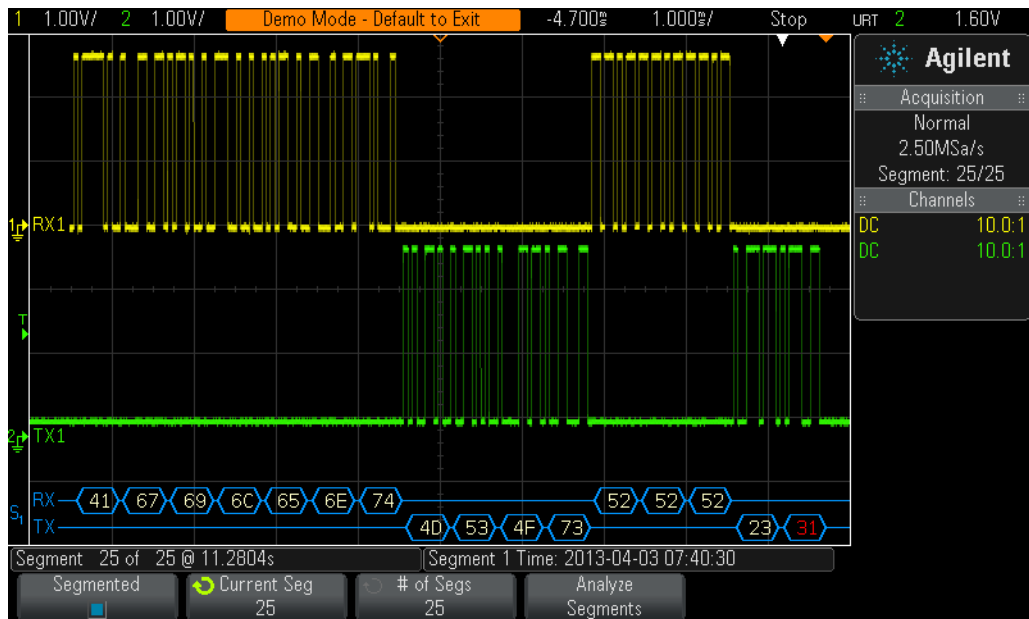 1 1.00V/ 2 1.00V/ Demo Mode - Default to Exit -4.700s 1.000s/ Stop URT 2 1.60V
Agilent
Acquisition
Normal
2.50MSa/s
Segment: 25/25
Channels
DC 10.0:1
DC 10.0:1
1 RX1
T
2 TX1
S1
RX 41 67 69 6C 65 6E 74 52 52 52
TX 4D 53 4F 73 23 31
Segment 25 of 25 @ 11.2804s Segment 1 Time: 2013-04-03 07:40:30
Segmented Current Seg # of Segs Analyze
25 25 Segments